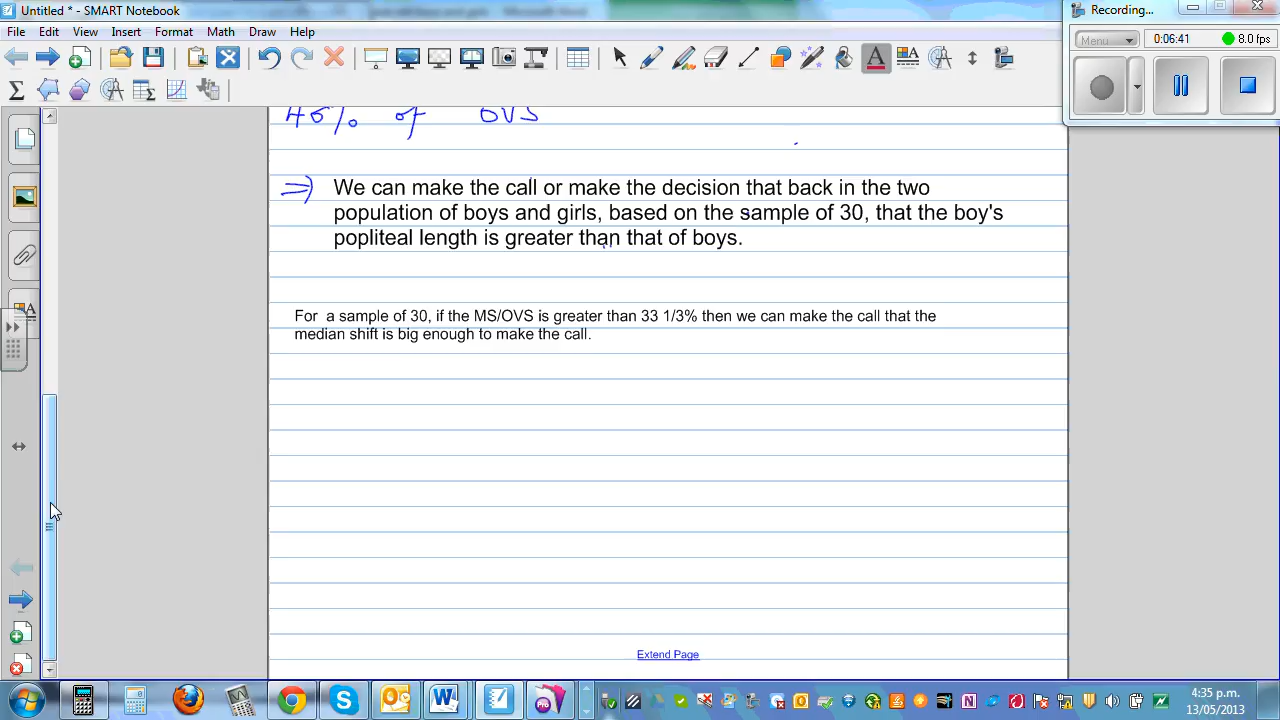 Untitled * - SMART Notebook
Recording...
File Edit View Insert Format Math Draw Help
Menu
0:06:41
8.0 fps
45% of OVS
⇒ We can make the call or make the decision that back in the two
population of boys and girls, based on the sample of 30, that the boy's
popliteal length is greater than that of boys.
For a sample of 30, if the MS/OVS is greater than 33 1/3% then we can make the call that the
median shift is big enough to make the call.
Extend Page
4:35 p.m.
13/05/2013